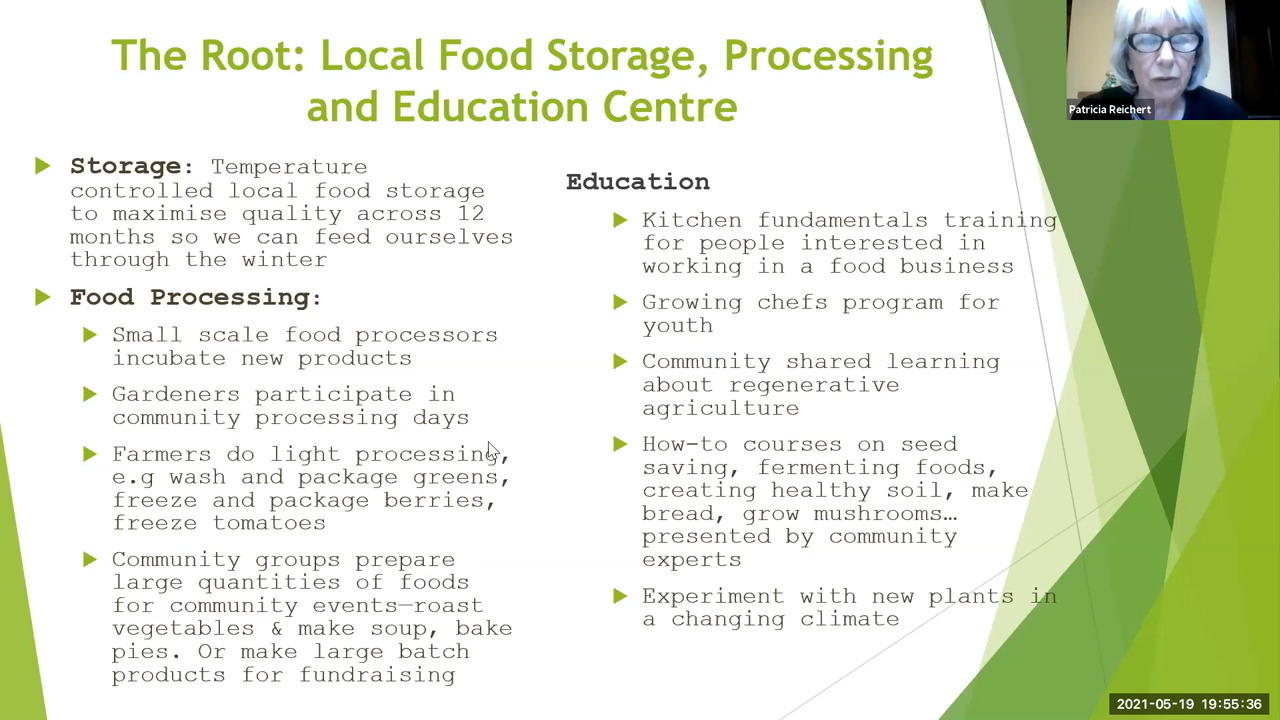 The Root: Local Food Storage, Processing
and Education Centre
Patricia Reichert
Storage: Temperature
controlled local food storage
to maximise quality across 12
months so we can feed ourselves
through the winter
Food Processing:
Small scale food processors
incubate new products
Gardeners participate in
community processing days
Farmers do light processing,
e.g wash and package greens,
freeze and package berries,
freeze tomatoes
Community groups prepare
large quantities of foods
for community events—roast
vegetables & make soup, bake
pies. Or make large batch
products for fundraising
Education
Kitchen fundamentals training
for people interested in
working in a food business
Growing chefs program for
youth
Community shared learning
about regenerative
agriculture
How-to courses on seed
saving, fermenting foods,
creating healthy soil, make
bread, grow mushrooms…
presented by community
experts
Experiment with new plants in
a changing climate
2021-05-19 19:55:36